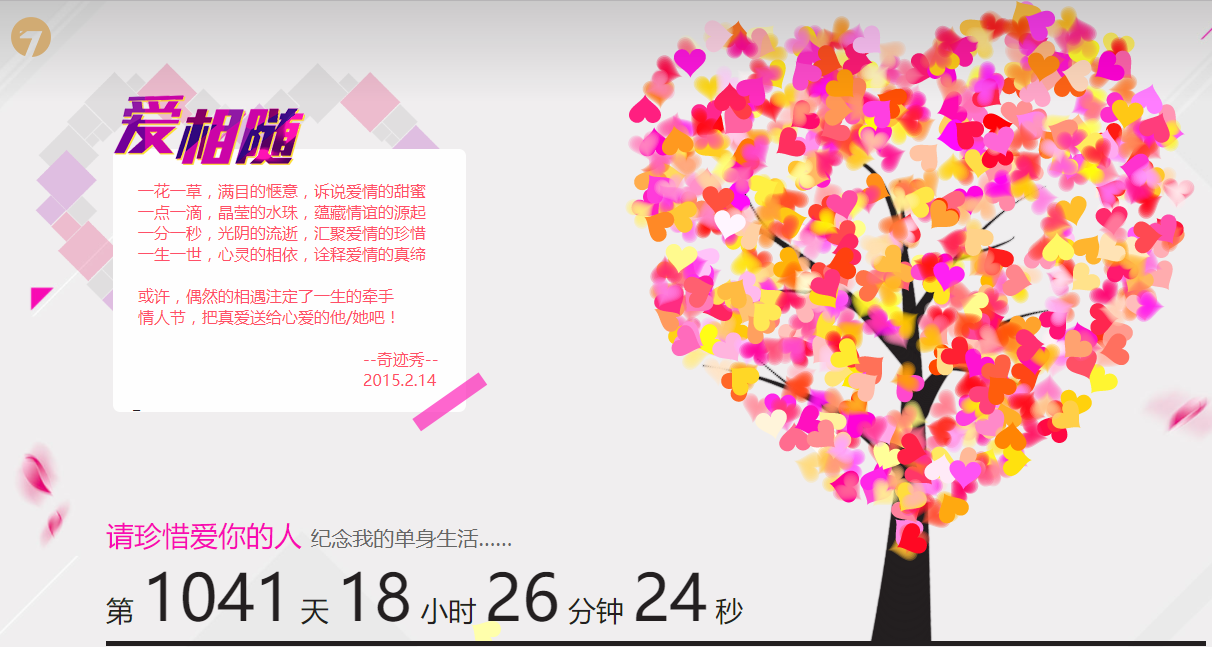 7
爱相随
一花一草，满目的惬意，诉说爱情的甜蜜
一点一滴，晶莹的水珠，蕴藏情谊的源起
一分一秒，光阴的流逝，汇聚爱情的珍惜
一生一世，心灵的相依，诠释爱情的真缔
或许，偶然的相遇注定了一生的牵手
情人节，把真爱送给心爱的他/她吧！
--奇迹秀--
2015.2.14
请珍惜爱你的人 纪念我的单身生活……
第 1041 天 18 小时 26 分钟 24 秒